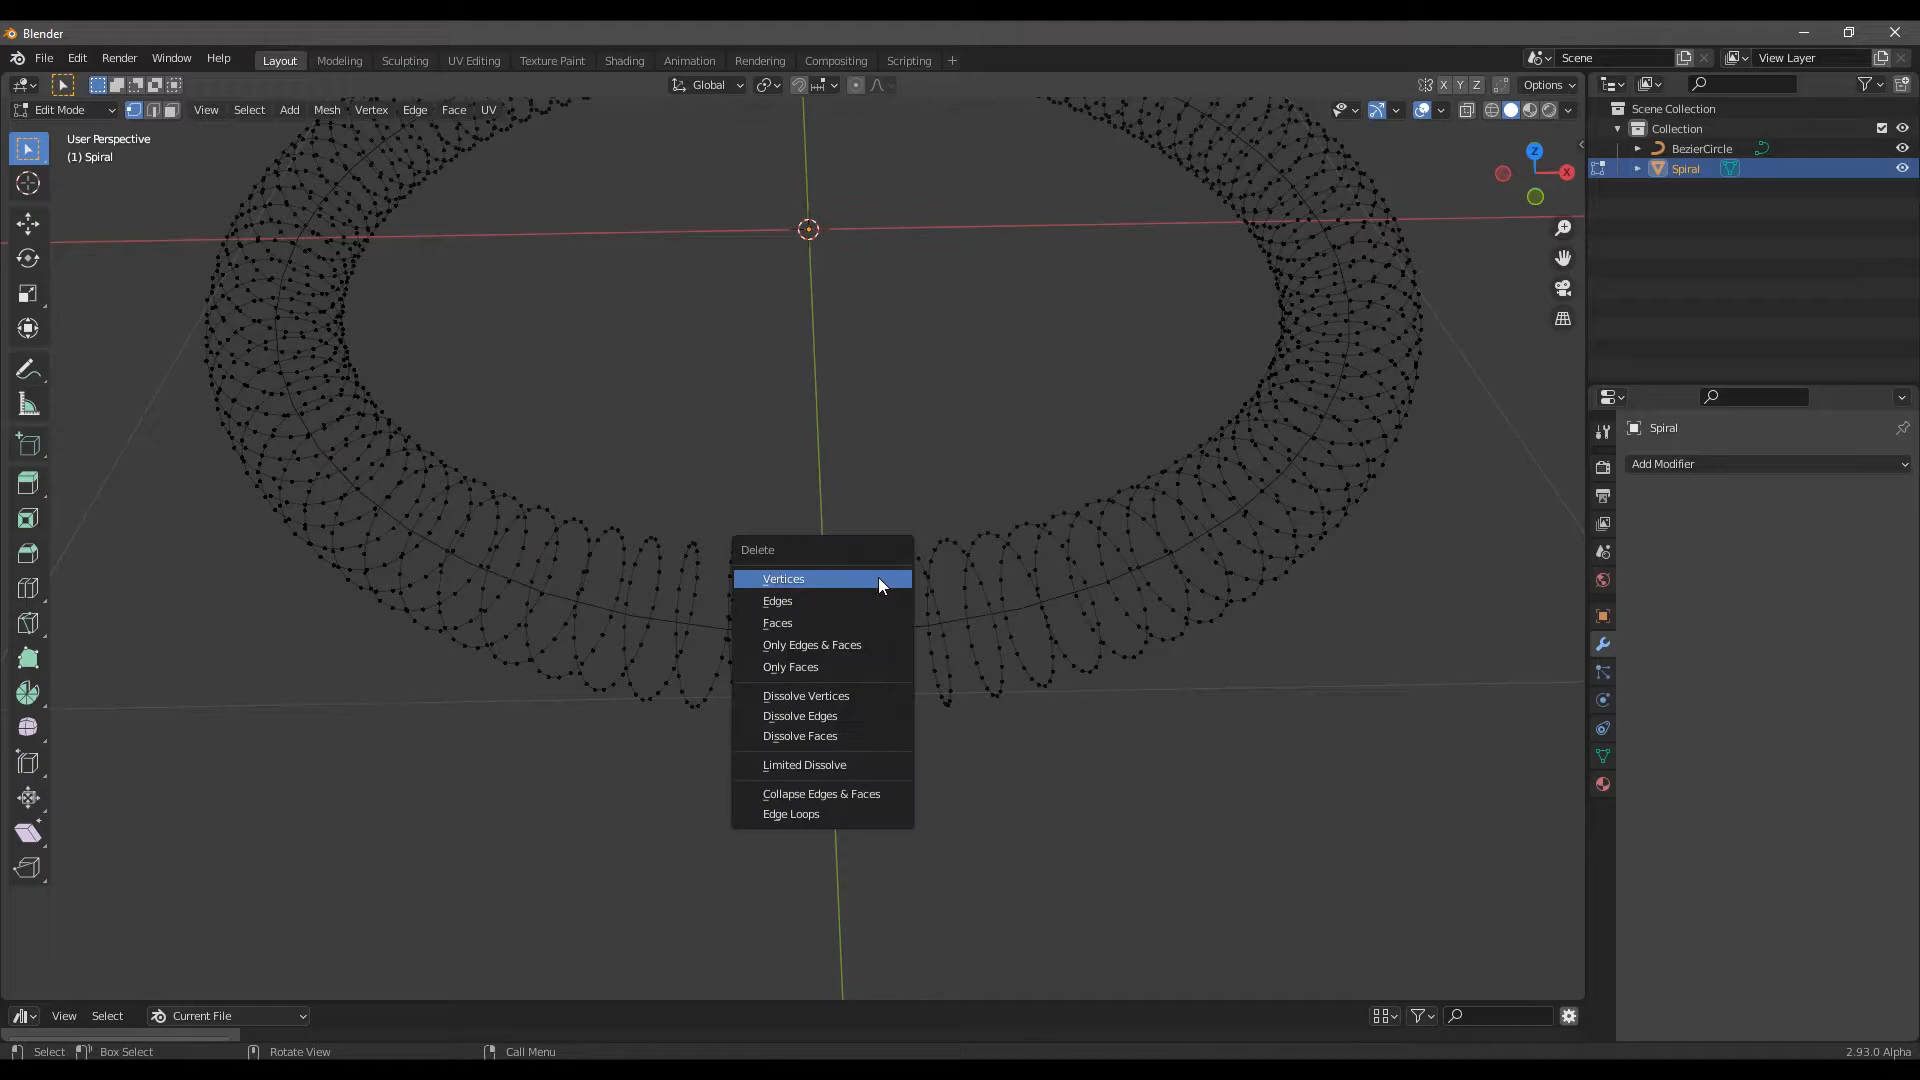 Blender
File Edit Render Window Help Layout Modeling Sculpting UV Editing Texture Paint Shading Animation Rendering Compositing Scripting + Scene View Layer
Global X Y Z Options
Edit Mode View Select Add Mesh Vertex Edge Face UV
User Perspective
(1) Spiral
Z
X
Scene Collection
Collection
BezierCircle
Spiral
Spiral
Add Modifier
Delete
Vertices
Edges
Faces
Only Edges & Faces
Only Faces
Dissolve Vertices
Dissolve Edges
Dissolve Faces
Limited Dissolve
Collapse Edges & Faces
Edge Loops
View Select Current File
Select Box Select Rotate View Call Menu 2.93.0 Alpha